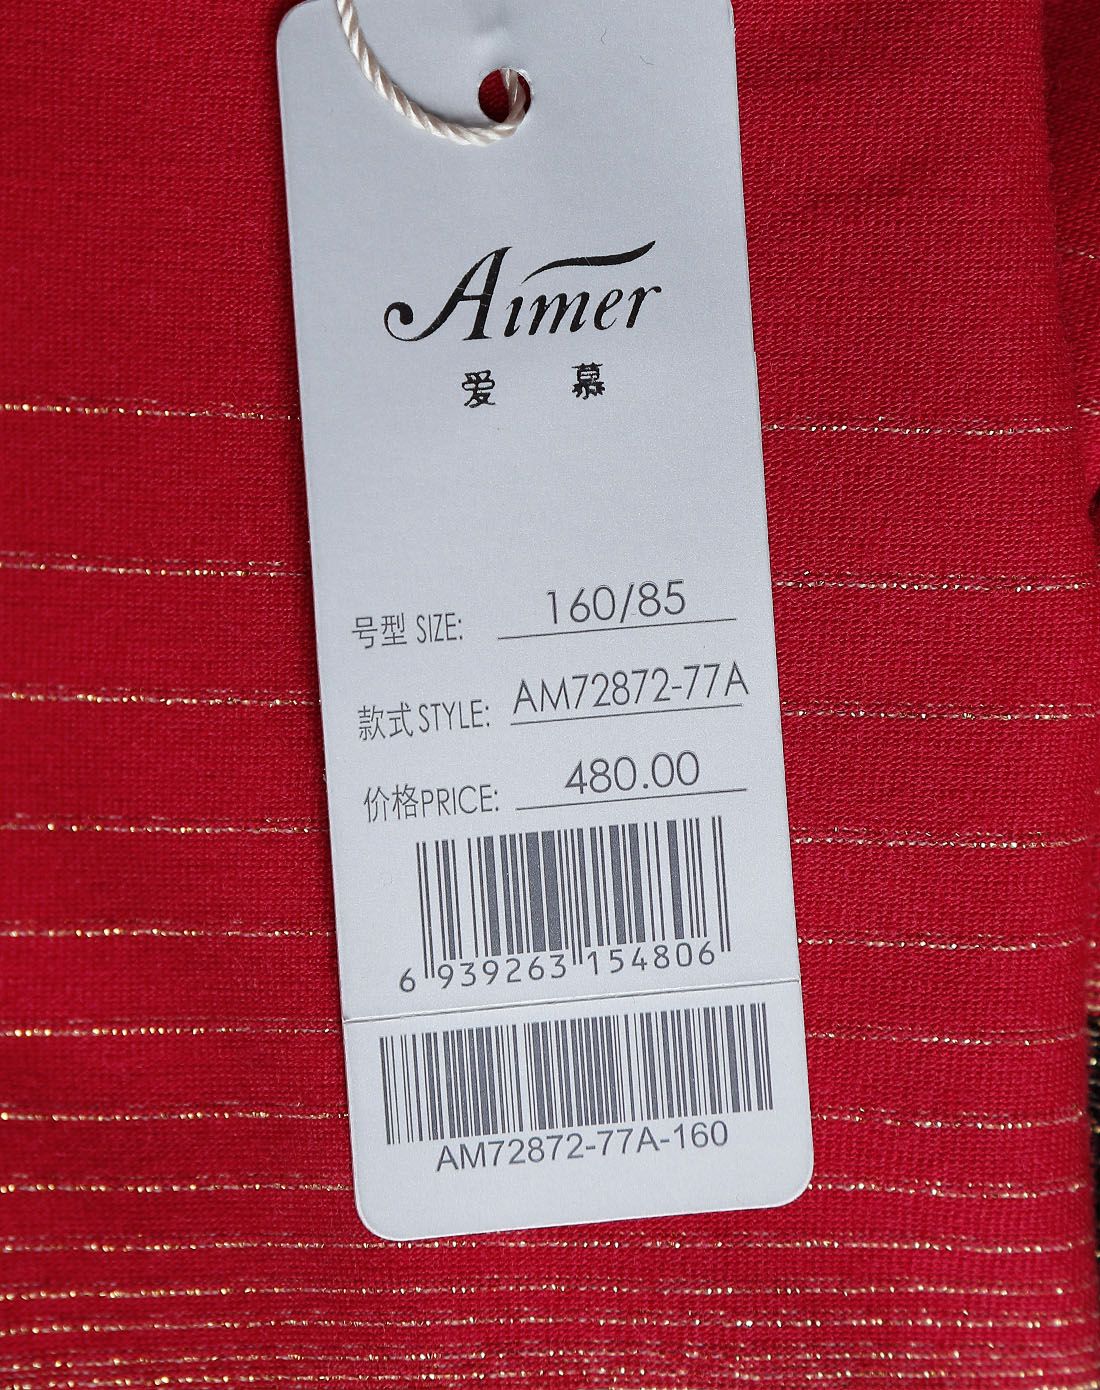 Aimer
爱慕
号型 SIZE: 160/85
款式 STYLE: AM72872-77A
价格PRICE: 480.00
6 939263 154806
AM72872-77A-160